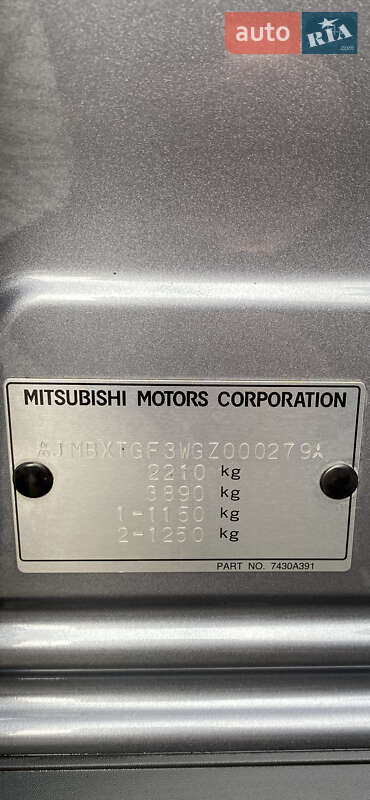 auto RIA .com
MITSUBISHI MOTORS CORPORATION
JMBXTGF3WGZ000279
2210 kg
3890 kg
1-1150 kg
2-1250 kg
PART NO. 7430A391